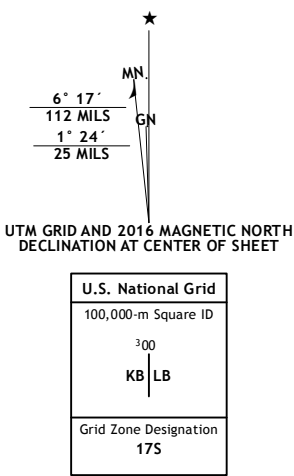 ★
MN
GN
6° 17´
112 MILS
1° 24´
25 MILS
UTM GRID AND 2016 MAGNETIC NORTH
DECLINATION AT CENTER OF SHEET
U.S. National Grid
100,000-m Square ID
³00
KB LB
Grid Zone Designation
17S